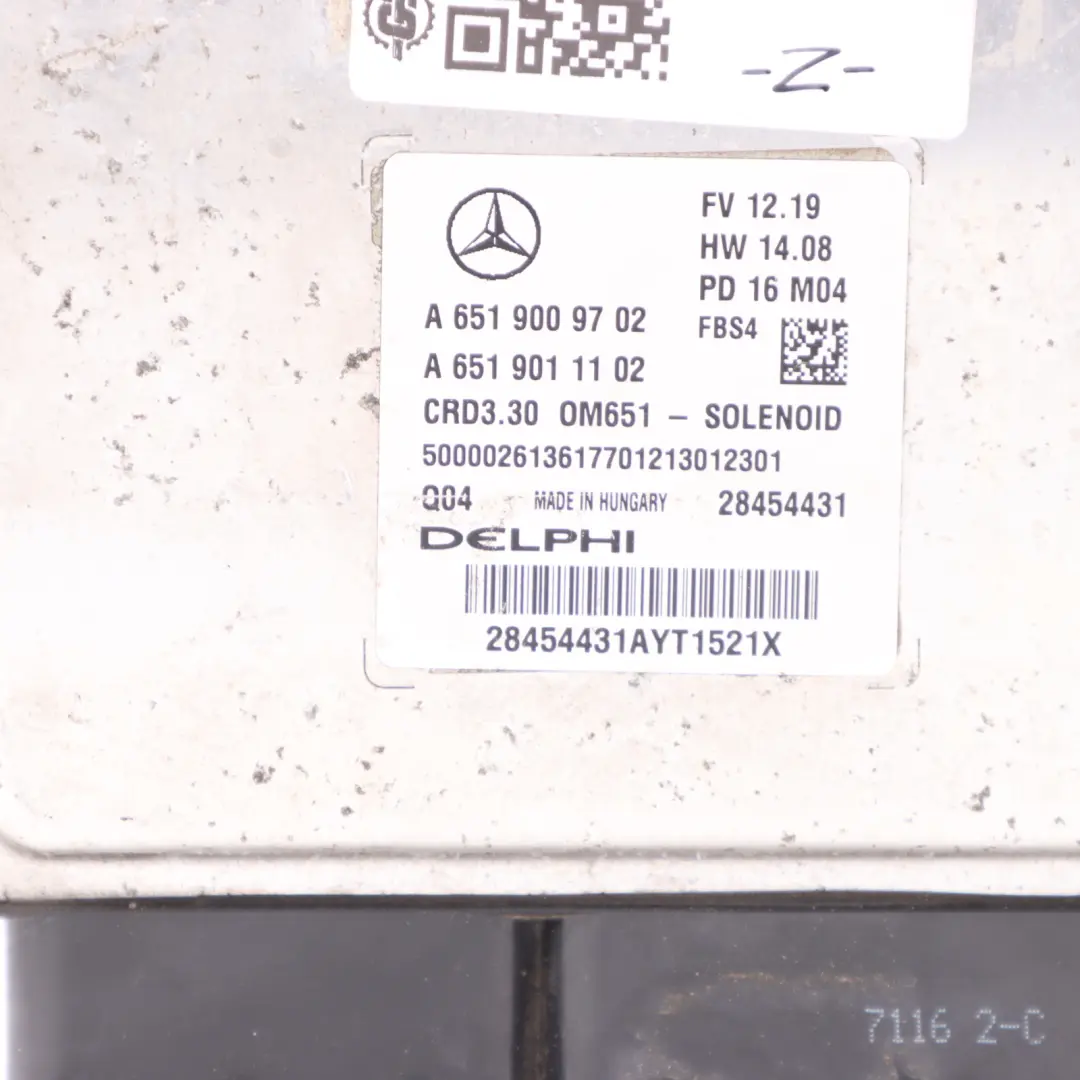 -Z-
FV 12.19
HW 14.08
PD 16 M04
FBS4
A 651 900 97 02
A 651 901 11 02
CRD3.30 OM651 – SOLENOID
500002613617701213012301
Q04 MADE IN HUNGARY 28454431
DELPHI
28454431AYT1521X
7116 2-C